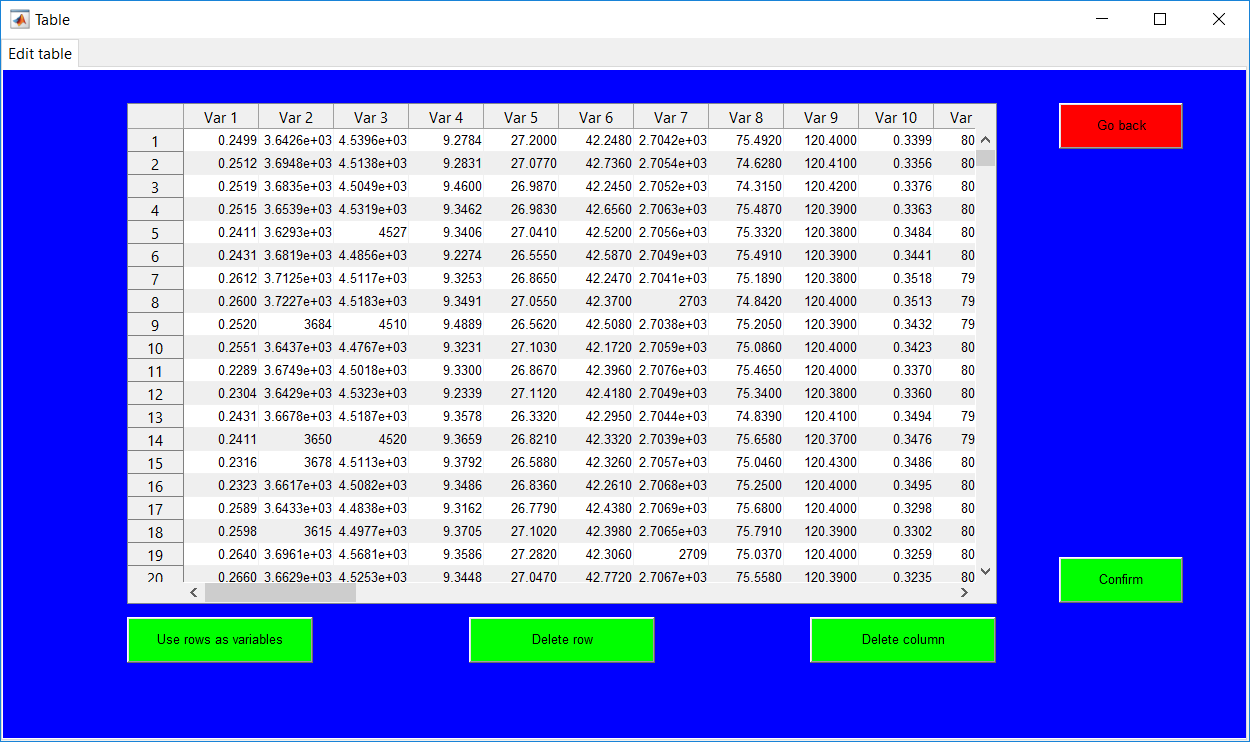 Table
Edit table
Var 1 Var 2 Var 3 Var 4 Var 5 Var 6 Var 7 Var 8 Var 9 Var 10 Var
1 0.2499 3.6426e+03 4.5396e+03 9.2784 27.2000 42.2480 2.7042e+03 75.4920 120.4000 0.3399 80
2 0.2512 3.6948e+03 4.5138e+03 9.2831 27.0770 42.7360 2.7054e+03 74.6280 120.4100 0.3356 80
3 0.2519 3.6835e+03 4.5049e+03 9.4600 26.9870 42.2450 2.7052e+03 74.3150 120.4200 0.3376 80
4 0.2515 3.6539e+03 4.5319e+03 9.3462 26.9830 42.6560 2.7063e+03 75.4870 120.3900 0.3363 80
5 0.2411 3.6293e+03 4527 9.3406 27.0410 42.5200 2.7056e+03 75.3320 120.3800 0.3484 80
6 0.2431 3.6819e+03 4.4856e+03 9.2274 26.5550 42.5870 2.7049e+03 75.4910 120.3900 0.3441 80
7 0.2612 3.7125e+03 4.5117e+03 9.3253 26.8650 42.2470 2.7041e+03 75.1890 120.3800 0.3518 79
8 0.2600 3.7227e+03 4.5183e+03 9.3491 27.0550 42.3700 2703 74.8420 120.4000 0.3513 79
9 0.2520 3684 4510 9.4889 26.5620 42.5080 2.7038e+03 75.2050 120.3900 0.3432 79
10 0.2551 3.6437e+03 4.4767e+03 9.3231 27.1030 42.1720 2.7059e+03 75.0860 120.4000 0.3423 80
11 0.2289 3.6749e+03 4.5018e+03 9.3300 26.8670 42.3960 2.7076e+03 75.4650 120.4000 0.3370 80
12 0.2304 3.6429e+03 4.5323e+03 9.2339 27.1120 42.4180 2.7049e+03 75.3400 120.3800 0.3360 80
13 0.2431 3.6678e+03 4.5187e+03 9.3578 26.3320 42.2950 2.7044e+03 74.8390 120.4100 0.3494 79
14 0.2411 3650 4520 9.3659 26.8210 42.3320 2.7039e+03 75.6580 120.3700 0.3476 79
15 0.2316 3678 4.5113e+03 9.3792 26.5880 42.3260 2.7057e+03 75.0460 120.4300 0.3486 80
16 0.2323 3.6617e+03 4.5082e+03 9.3486 26.8360 42.2610 2.7068e+03 75.2500 120.4000 0.3495 80
17 0.2589 3.6433e+03 4.4838e+03 9.3162 26.7790 42.4380 2.7069e+03 75.6800 120.4000 0.3298 80
18 0.2598 3615 4.4977e+03 9.3705 27.1020 42.3980 2.7065e+03 75.7910 120.3900 0.3302 80
19 0.2640 3.6961e+03 4.5681e+03 9.3586 27.2820 42.3060 2709 75.0370 120.4000 0.3259 80
20 0.2660 3.6629e+03 4.5253e+03 9.3448 27.0470 42.7720 2.7067e+03 75.5580 120.3900 0.3235 80
Go back
Confirm
Use rows as variables Delete row Delete column